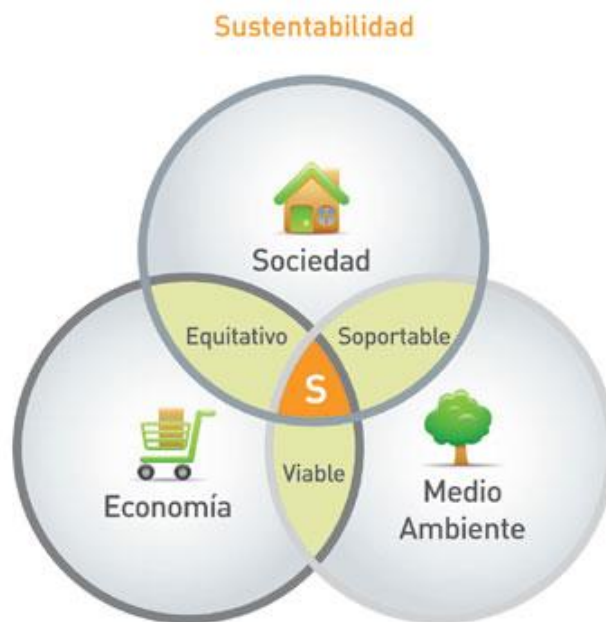 Sustentabilidad
Sociedad
Equitativo
Soportable
S
Viable
Economía
Medio
Ambiente